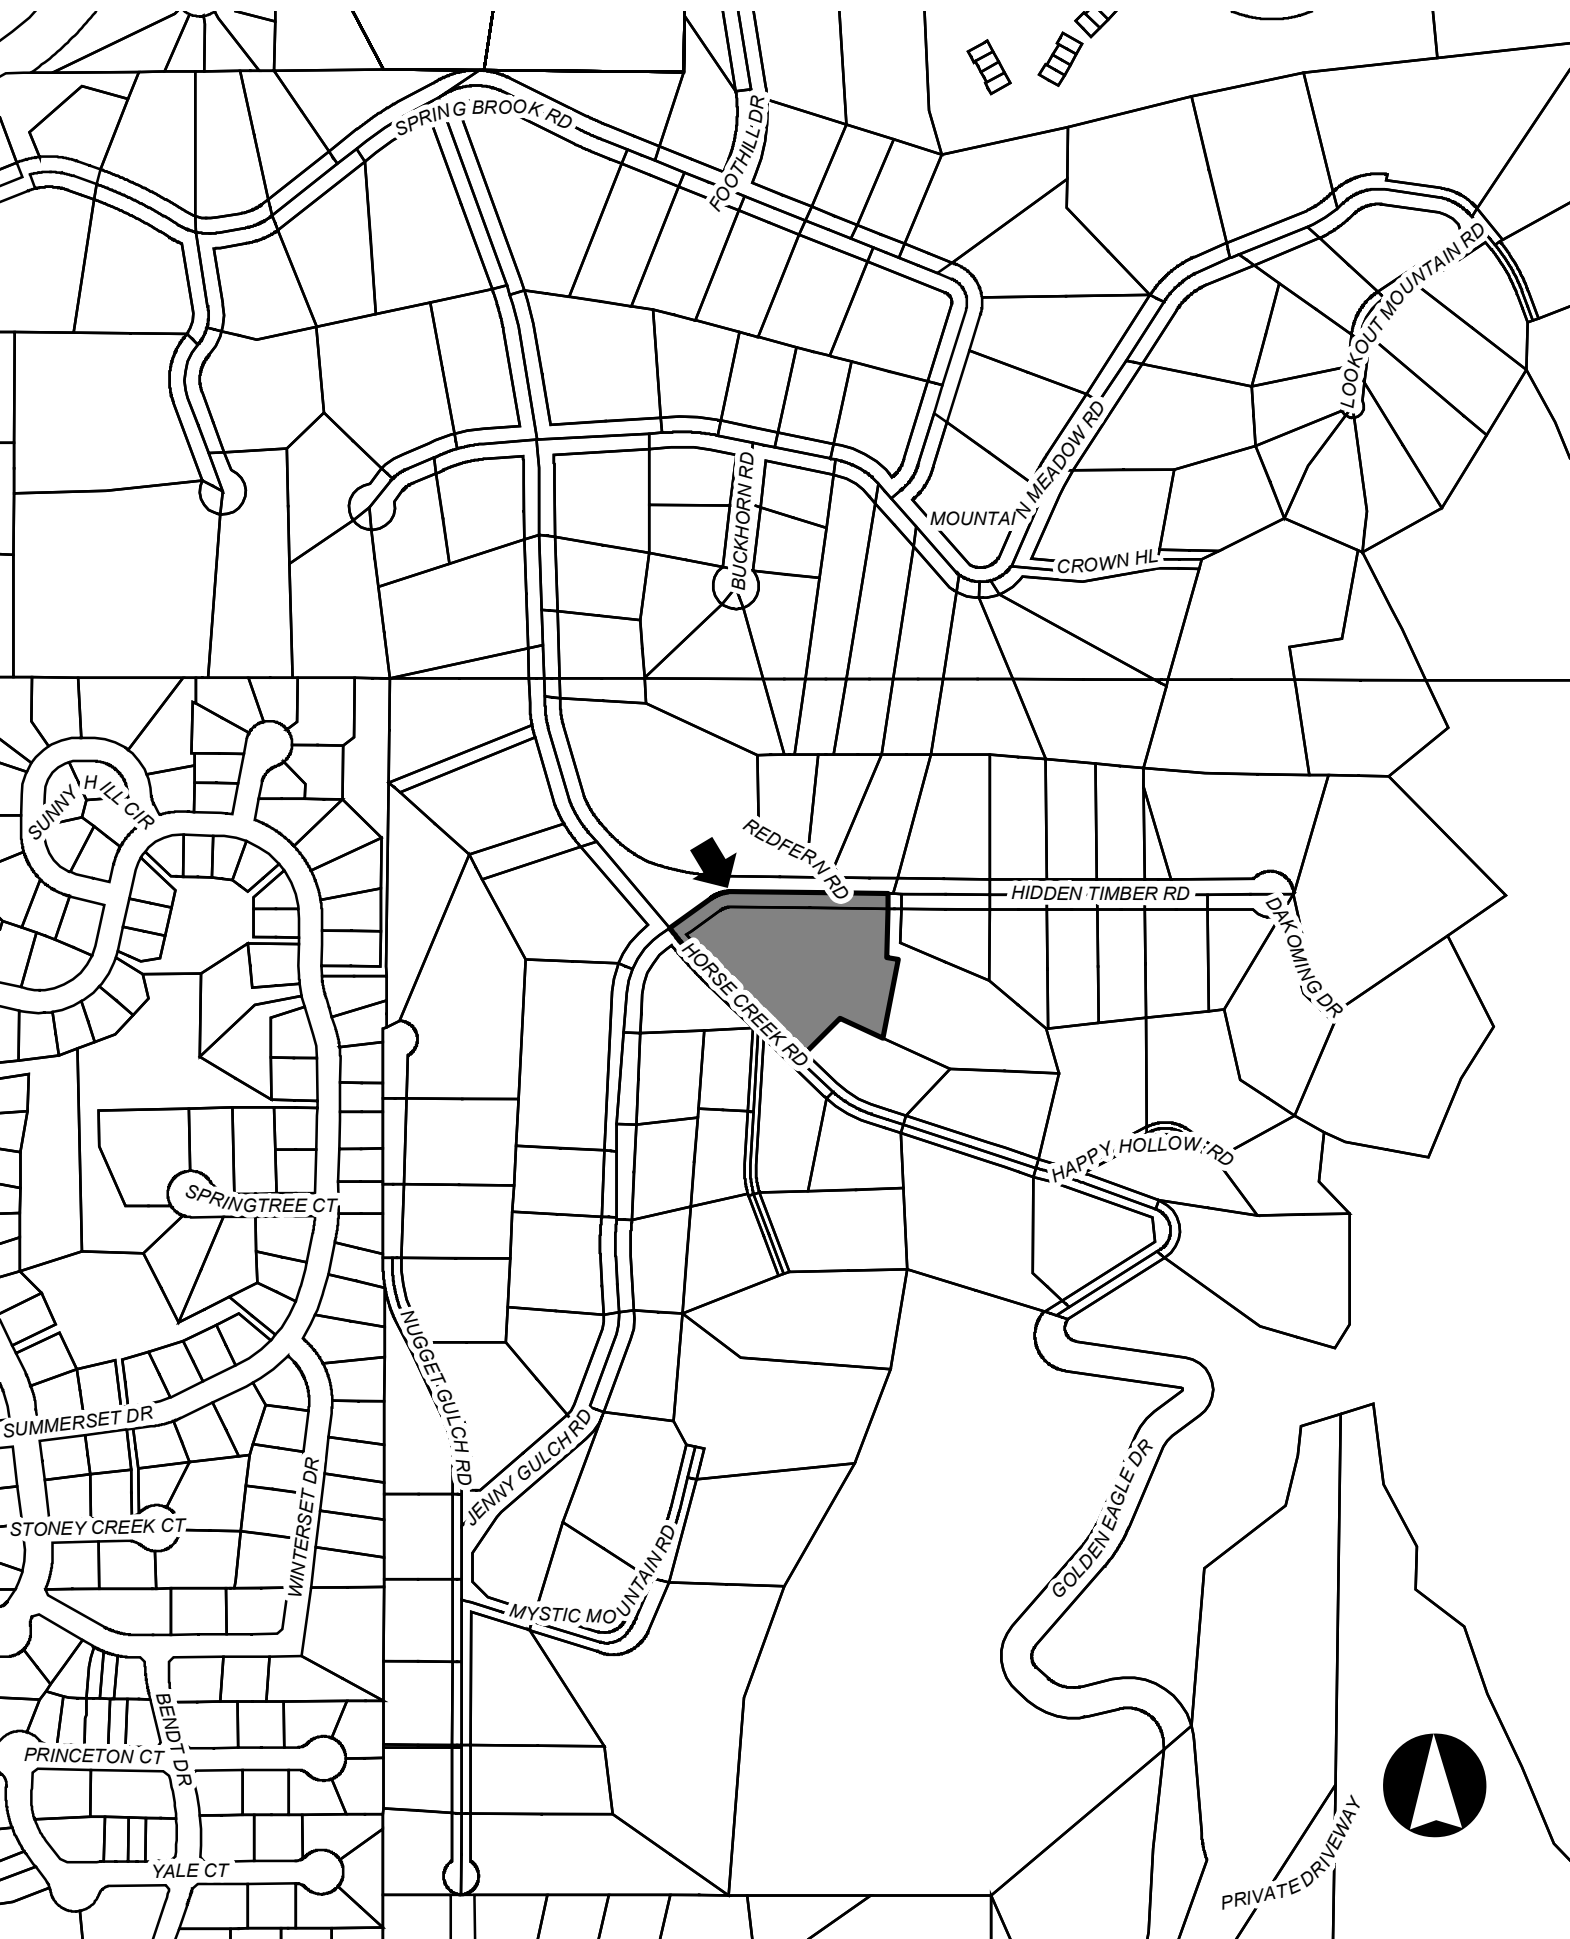 SPRING BROOK RD
FOOTHILL DR
LOOKOUT MOUNTAIN RD
N MEADOW RD
MOUNTAI
BUCKHORN RD
CROWN HL
SUNNY HILL CIR
REDFERN RD
HIDDEN TIMBER RD
DAKOMING DR
HORSE CREEK RD
HAPPY HOLLOW RD
SPRINGTREE CT
NUGGET GULCH RD
SUMMERSET DR
JENNY GULCH RD
WINTERSET DR
GOLDEN EAGLE DR
STONEY CREEK CT
MYSTIC MOUNTAIN RD
BENDT DR
PRINCETON CT
YALE CT
PRIVATE DRIVEWAY